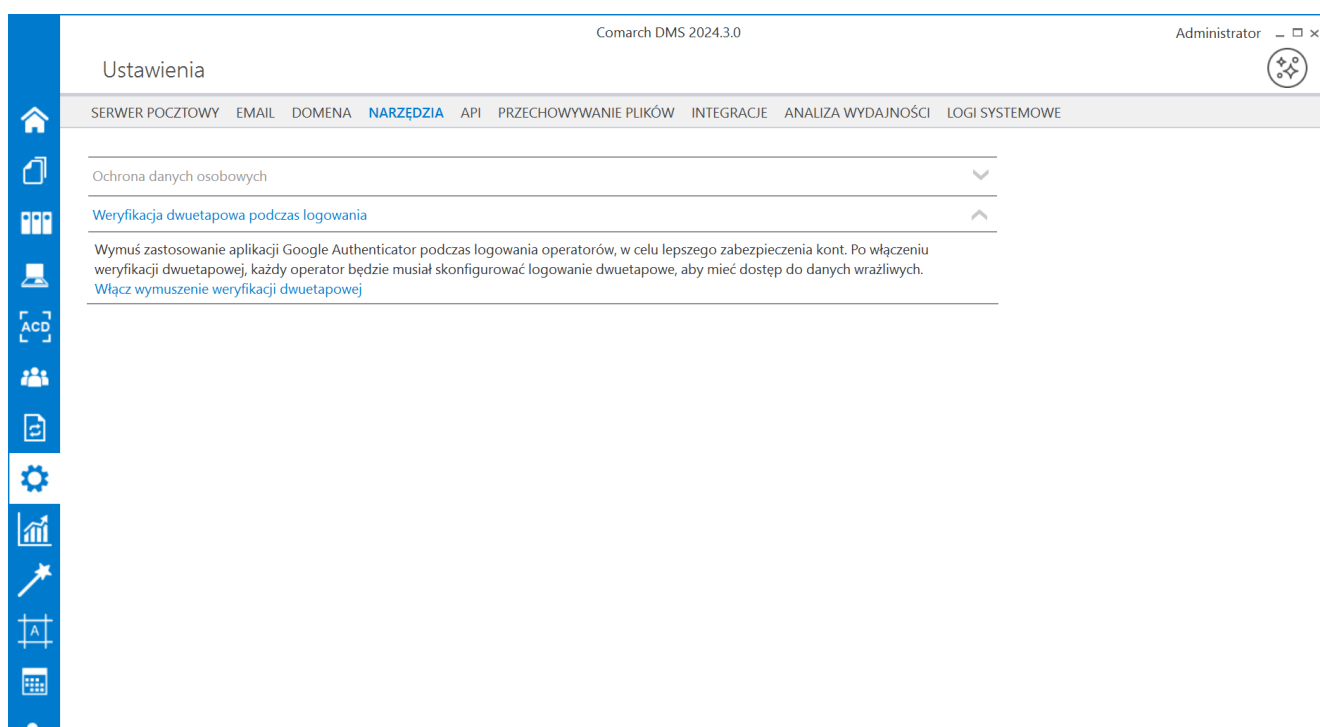 Comarch DMS 2024.3.0
Administrator
Ustawienia
SERWER POCZTOWY EMAIL DOMENA NARZĘDZIA API PRZECHOWYWANIE PLIKÓW INTEGRACJE ANALIZA WYDAJNOŚCI LOGI SYSTEMOWE
Ochrona danych osobowych
Weryfikacja dwuetapowa podczas logowania
Wymuś zastosowanie aplikacji Google Authenticator podczas logowania operatorów, w celu lepszego zabezpieczenia kont. Po włączeniu
weryfikacji dwuetapowej, każdy operator będzie musiał skonfigurować logowanie dwuetapowe, aby mieć dostęp do danych wrażliwych.
Włącz wymuszenie weryfikacji dwuetapowej
ACD
A